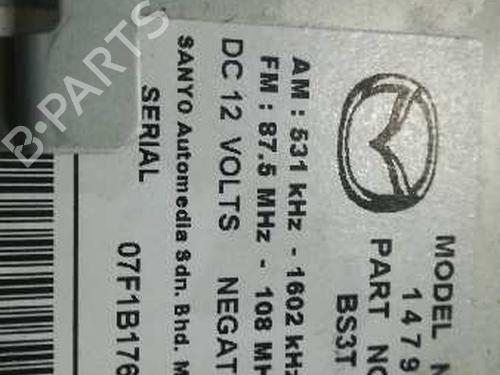 MODEL N
1479
PART NO
BS3T
AM : 531 kHz - 1602 kHz
FM : 87.5 MHz - 108 MH
DC 12 VOLTS NEGAT
SANYO Automedia Sdn. Bhd. M
SERIAL
07F1B176
B-PARTS